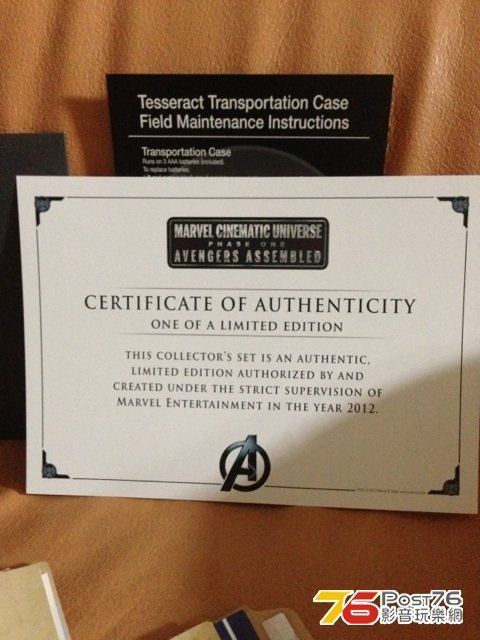 Tesseract Transportation Case
Field Maintenance Instructions
Transportation Case
Runs on 3 AAA batteries (included).
To replace batteries:
MARVEL CINEMATIC UNIVERSE
PHASE ONE
AVENGERS ASSEMBLED
CERTIFICATE OF AUTHENTICITY
ONE OF A LIMITED EDITION
THIS COLLECTOR'S SET IS AN AUTHENTIC,
LIMITED EDITION AUTHORIZED BY AND
CREATED UNDER THE STRICT SUPERVISION OF
MARVEL ENTERTAINMENT IN THE YEAR 2012.
A
76 POST76
影音玩樂網